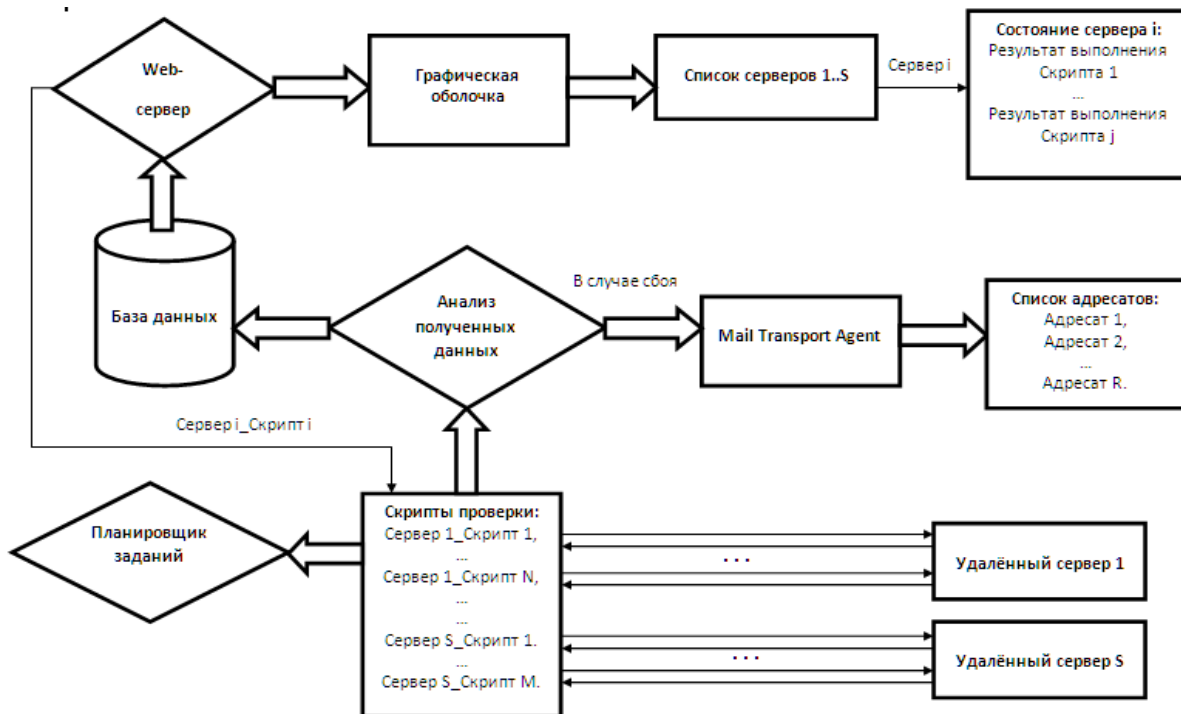 Web-
сервер
Графическая
оболочка
Список серверов 1..S
Сервер i
Состояние сервера i:
Результат выполнения
Скрипта 1
...
Результат выполнения
Скрипта j
База данных
Анализ
полученных
данных
В случае сбоя
Mail Transport Agent
Список адресатов:
Адресат 1,
Адресат 2,
...
Адресат R.
Сервер i_Скрипт i
Планировщик
заданий
Скрипты проверки:
Сервер 1_Скрипт 1,
...
Сервер 1_Скрипт N,
...
...
Сервер S_Скрипт 1.
...
Сервер S_Скрипт M.
...
Удалённый сервер 1
...
Удалённый сервер S